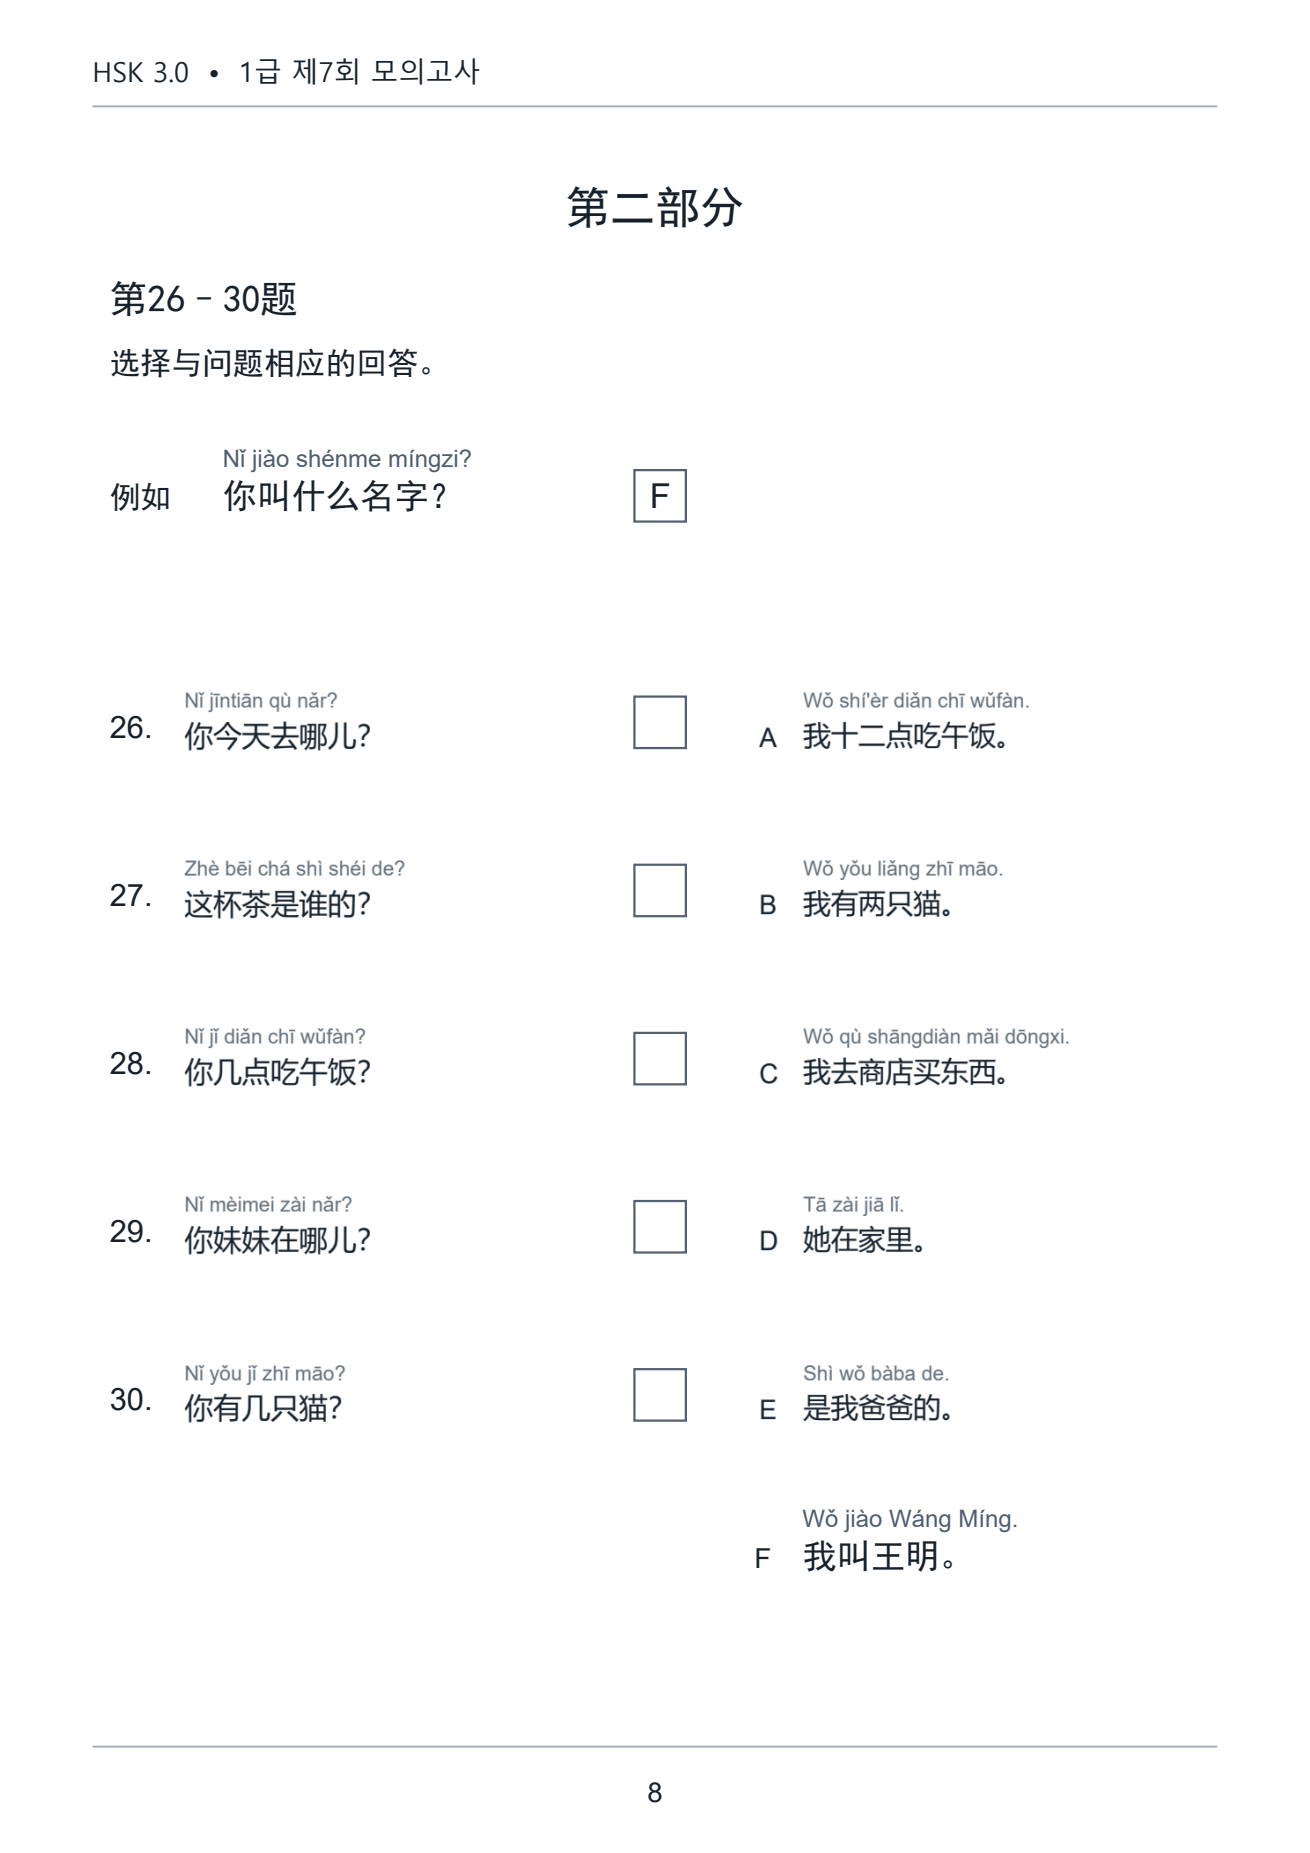 HSK 3.0 • 1급 제7회 모의고사
第二部分
第26－30题
选择与问题相应的回答。
Nǐ jiào shénme míngzi?
例如 你叫什么名字？ F
Nǐ jīntiān qù nǎr?
26. 你今天去哪儿?
Wǒ shí'èr diǎn chī wǔfàn.
A 我十二点吃午饭。
Zhè bēi chá shì shéi de?
27. 这杯茶是谁的?
Wǒ yǒu liǎng zhī māo.
B 我有两只猫。
Nǐ jǐ diǎn chī wǔfàn?
28. 你几点吃午饭?
Wǒ qù shāngdiàn mǎi dōngxi.
C 我去商店买东西。
Nǐ mèimei zài nǎr?
29. 你妹妹在哪儿?
Tā zài jiā lǐ.
D 她在家里。
Nǐ yǒu jǐ zhī māo?
30. 你有几只猫?
Shì wǒ bàba de.
E 是我爸爸的。
Wǒ jiào Wáng Míng.
F 我叫王明。
8